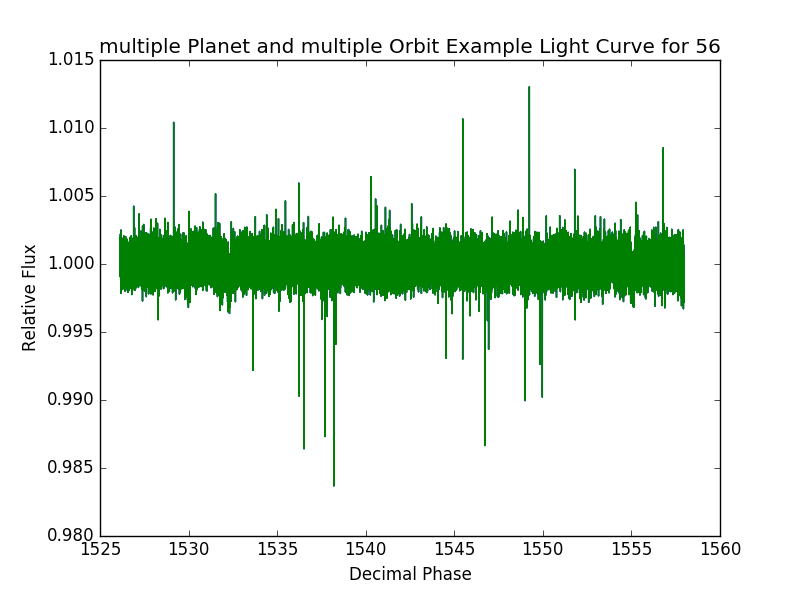 multiple Planet and multiple Orbit Example Light Curve for 56
1.015
1.010
1.005
1.000
0.995
0.990
0.985
0.980
Relative Flux
1525 1530 1535 1540 1545 1550 1555 1560
Decimal Phase